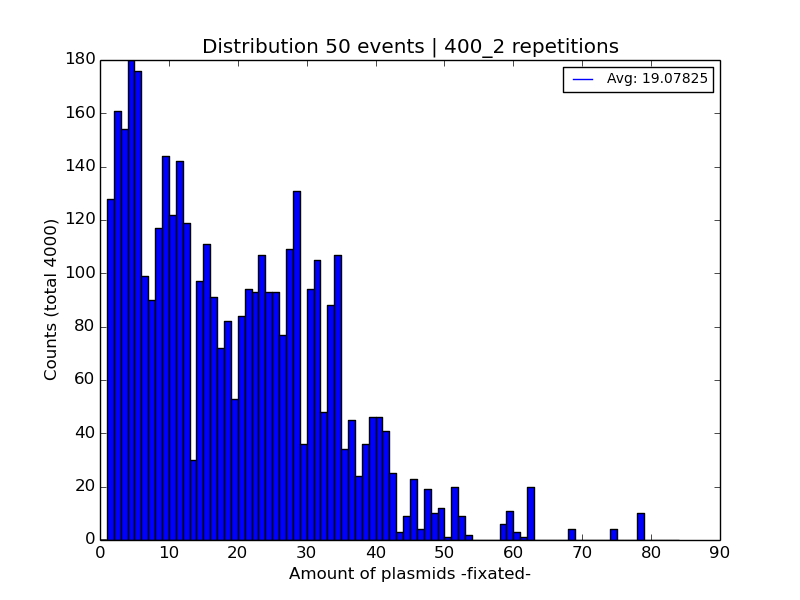 Distribution 50 events | 400_2 repetitions
Avg: 19.07825
Counts (total 4000)
180
160
140
120
100
80
60
40
20
0
0 10 20 30 40 50 60 70 80 90
Amount of plasmids -fixated-